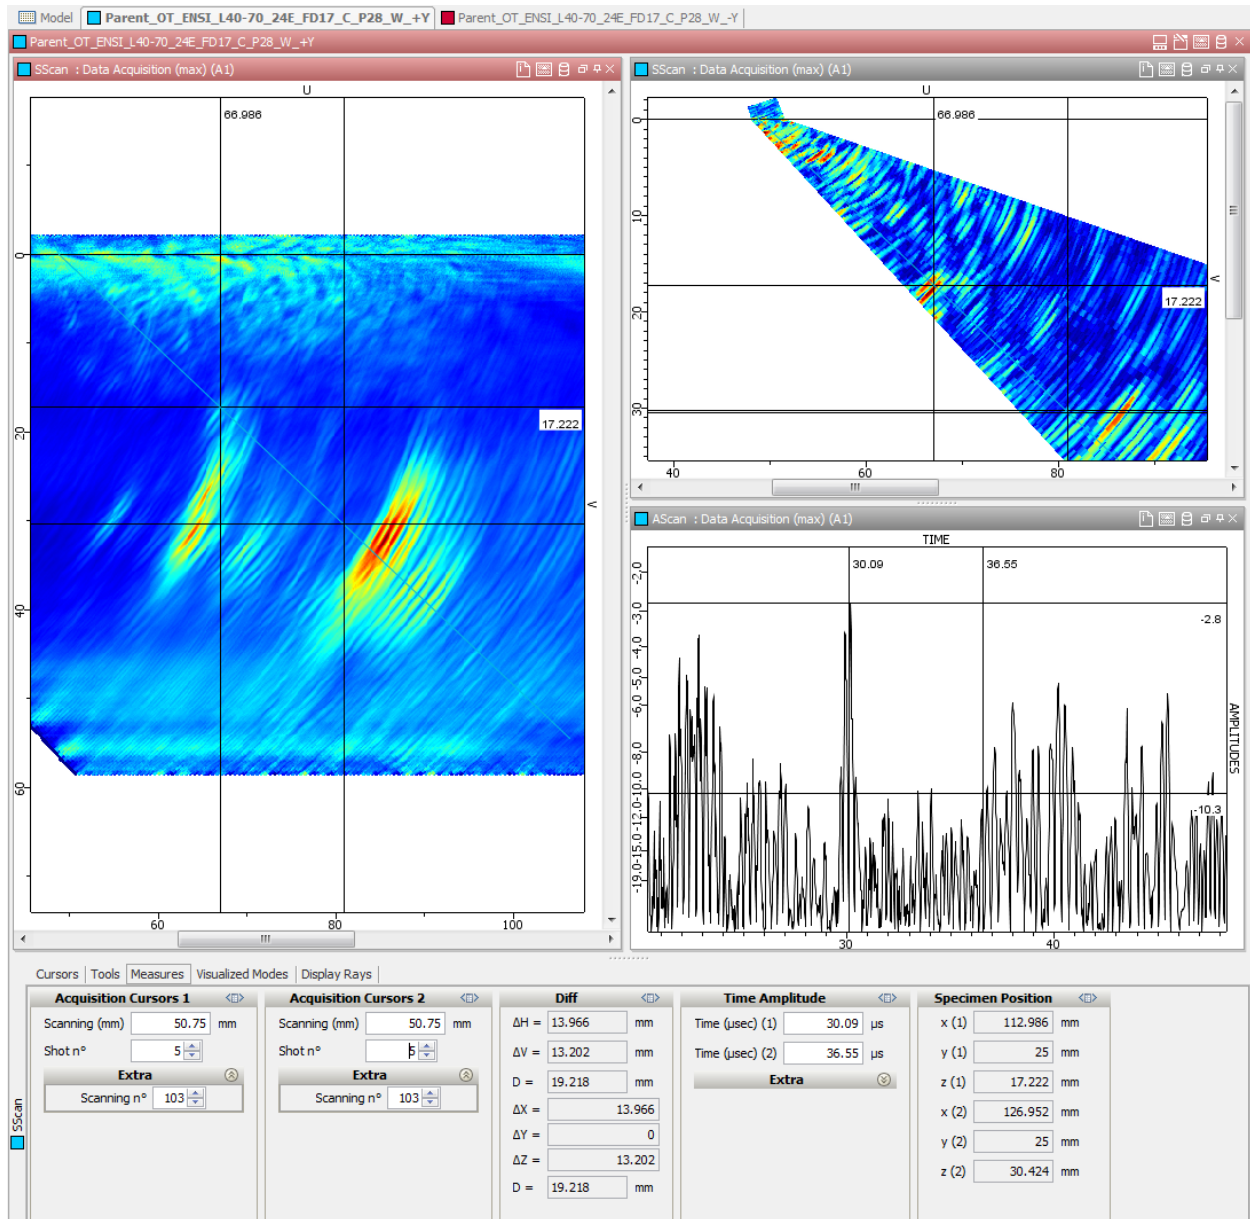 Model Parent_OT_ENSI_L40-70_24E_FD17_C_P28_W_+Y Parent_OT_ENSI_L40-70_24E_FD17_C_P28_W_-Y
Parent_OT_ENSI_L40-70_24E_FD17_C_P28_W_+Y
SScan : Data Acquisition (max) (A1)
U
66.986
0
20
40
60
17.222
V
60 80 100
SScan : Data Acquisition (max) (A1)
U
66.986
0
10
20
30
17.222
V
40 60 80
AScan : Data Acquisition (max) (A1)
TIME
30.09 36.55
-2.0
-3.0
-4.0
-5.0
-6.0
-8.0
-10.0
-12.0
-15.0
-19.0
-2.8
-10.3
AMPLITUDES
30 40
Cursors Tools Measures Visualized Modes Display Rays
SScan
Acquisition Cursors 1
Scanning (mm) 50.75 mm
Shot n° 5
Extra
Scanning n° 103
Acquisition Cursors 2
Scanning (mm) 50.75 mm
Shot n° 5
Extra
Scanning n° 103
Diff
ΔH = 13.966 mm
ΔV = 13.202 mm
D = 19.218 mm
ΔX = 13.966
ΔY = 0
ΔZ = 13.202
D = 19.218 mm
Time Amplitude
Time (µsec) (1) 30.09 µs
Time (µsec) (2) 36.55 µs
Extra
Specimen Position
x (1) 112.986 mm
y (1) 25 mm
z (1) 17.222 mm
x (2) 126.952 mm
y (2) 25 mm
z (2) 30.424 mm